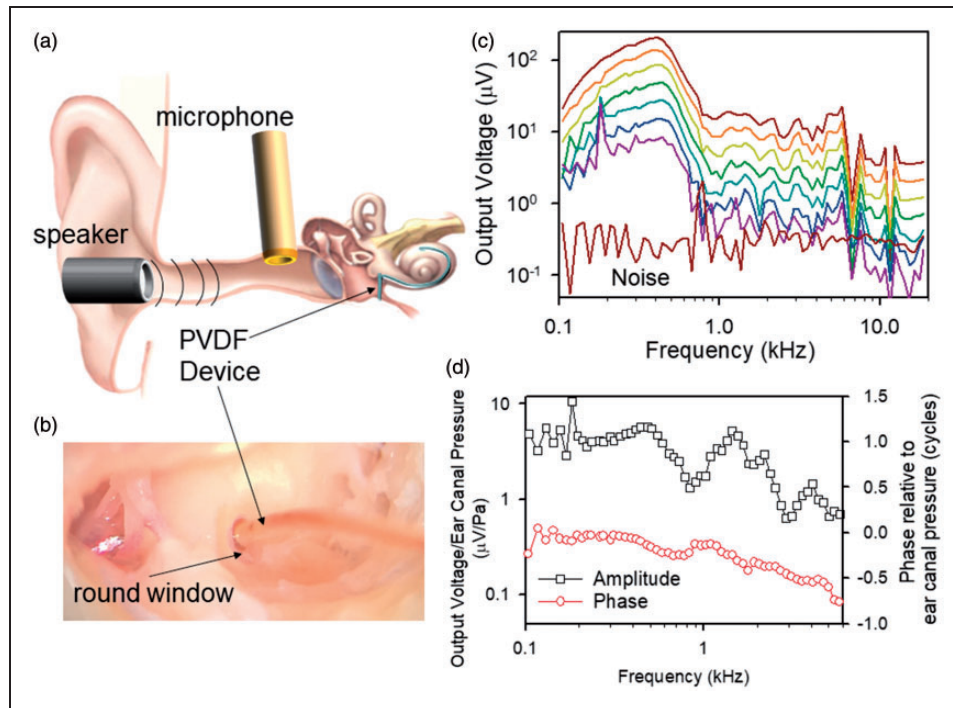 (a)
microphone
speaker
PVDF
Device
(b)
round window
(c)
Output Voltage (µV)
10²
10¹
10⁰
10⁻¹
Noise
0.1
1.0
10.0
Frequency (kHz)
(d)
Output Voltage/Ear Canal Pressure
(µV/Pa)
10
1
0.1
1.5
1.0
0.5
0.0
-0.5
-1.0
Phase relative to
ear canal pressure (cycles)
Amplitude
Phase
0.1
1
Frequency (kHz)